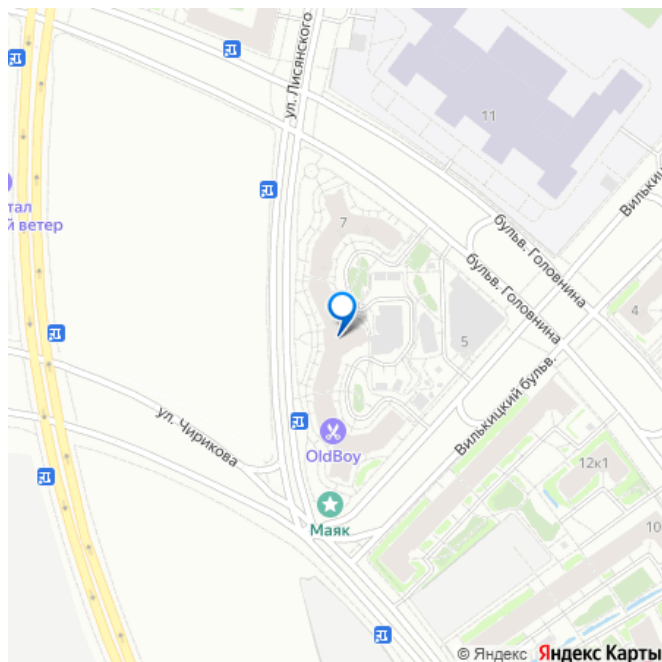 ул. Лисянского
11
тал
й ветер
7
Вилькиц
бульв. Головнина
бульв. Головнина
4
5
Вилькицкий бульв.
ул. Чирикова
OldBoy
12к1
Маяк
10
© Яндекс Яндекс Карты